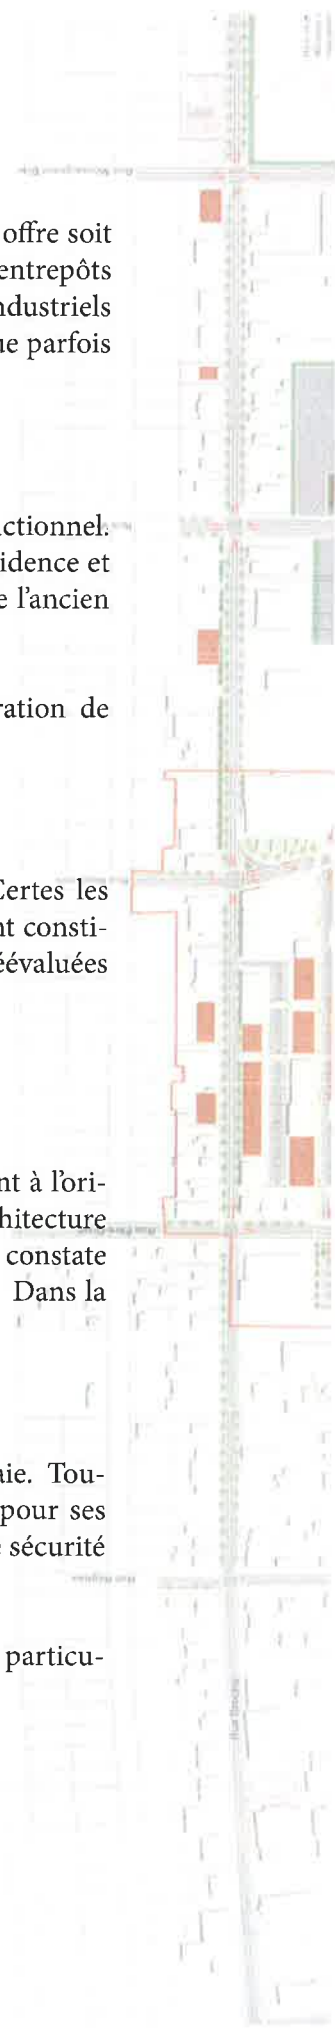 offre soit
entrepôts
ndustriels
ue parfois
nctionnel.
idence et
e l'ancien
ration de
Certes les
nt consti-
éévaluées
nt à l'ori-
hitecture
constate
Dans la
aie. Tou-
pour ses
e sécurité
particu-